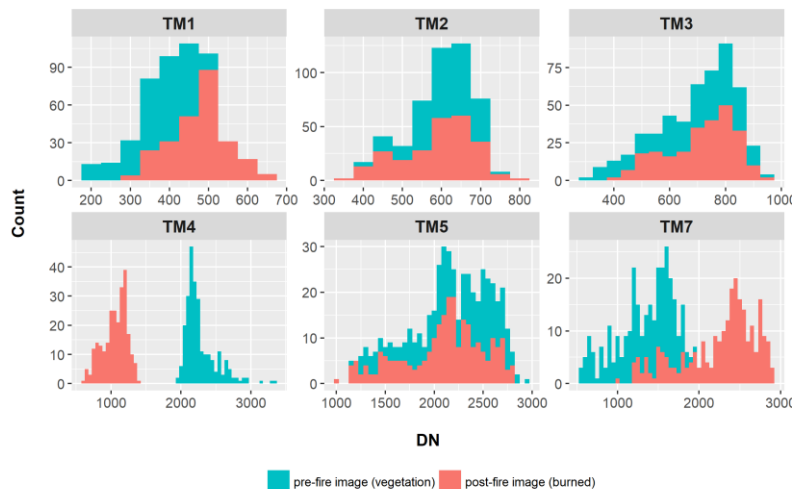 TM1 TM2 TM3
90
60
30
0
200 300 400 500 600 700
100
50
0
300 400 500 600 700 800
75
50
25
0
400 600 800 1000
TM4 TM5 TM7
40
30
20
10
0
1000 2000 3000
30
20
10
0
1000 1500 2000 2500 3000
20
10
0
1000 2000 3000
Count
DN
pre-fire image (vegetation) post-fire image (burned)